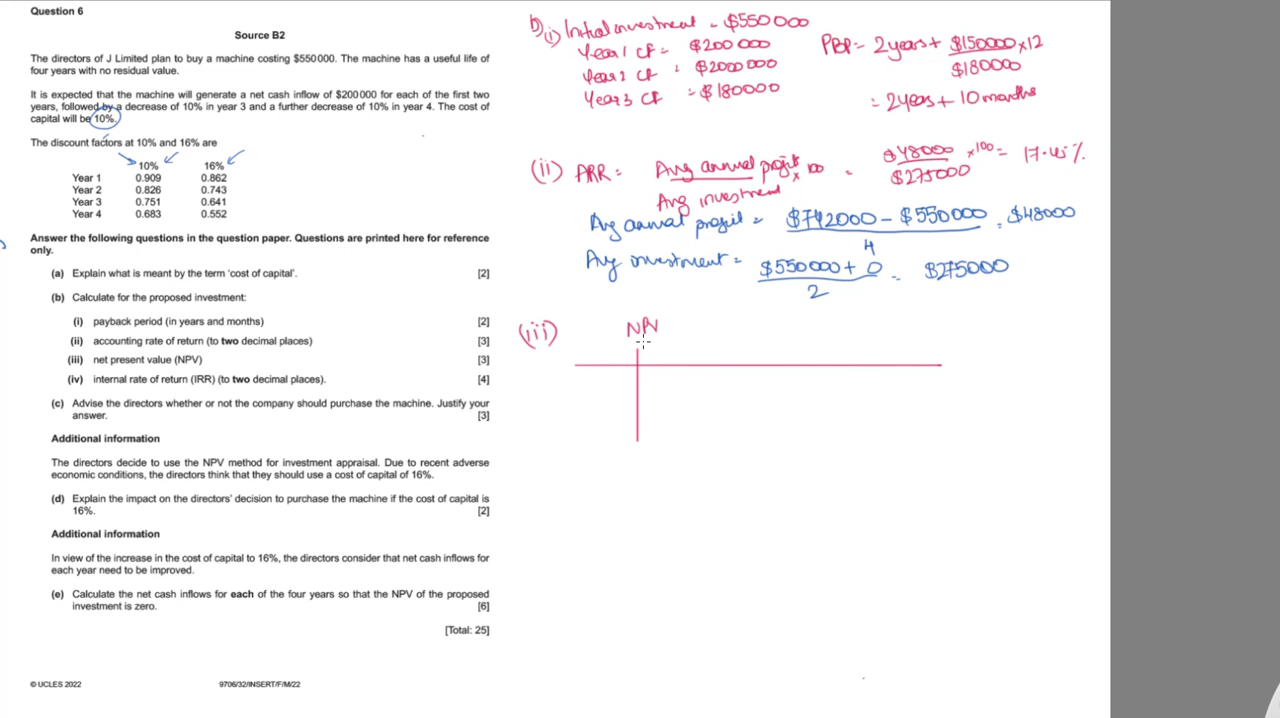 Question 6
Source B2
The directors of J Limited plan to buy a machine costing $550000. The machine has a useful life of
four years with no residual value.
It is expected that the machine will generate a net cash inflow of $200000 for each of the first two
years, followed by a decrease of 10% in year 3 and a further decrease of 10% in year 4. The cost of
capital will be 10%.
The discount factors at 10% and 16% are
10% 16%
Year 1 0.909 0.862
Year 2 0.826 0.743
Year 3 0.751 0.641
Year 4 0.683 0.552
Answer the following questions in the question paper. Questions are printed here for reference
only.
(a) Explain what is meant by the term 'cost of capital'. [2]
(b) Calculate for the proposed investment:
(i) payback period (in years and months) [2]
(ii) accounting rate of return (to two decimal places) [3]
(iii) net present value (NPV) [3]
(iv) internal rate of return (IRR) (to two decimal places). [4]
(c) Advise the directors whether or not the company should purchase the machine. Justify your
answer. [3]
Additional information
The directors decide to use the NPV method for investment appraisal. Due to recent adverse
economic conditions, the directors think that they should use a cost of capital of 16%.
(d) Explain the impact on the directors' decision to purchase the machine if the cost of capital is
16%. [2]
Additional information
In view of the increase in the cost of capital to 16%, the directors consider that net cash inflows for
each year need to be improved.
(e) Calculate the net cash inflows for each of the four years so that the NPV of the proposed
investment is zero. [6]
[Total: 25]
© UCLES 2022 9706/32/INSERT/F/M/22
b) (i) Initial investment = $550000
Year 1 CF = $200 000
Year 2 CF = $2000000
Year 3 CF = $180000
PBP = 2 years + $150000 × 12
$180000
= 2 years + 10 months
(ii) ARR = Avg annual profit × 100 = $48000 × 100 = 17.45 %
Avg investment $275000
Avg annual profit = $742000 - $550000 = $48000
4
Avg investment = $550000 + 0 = $275000
2
(iii) NPV